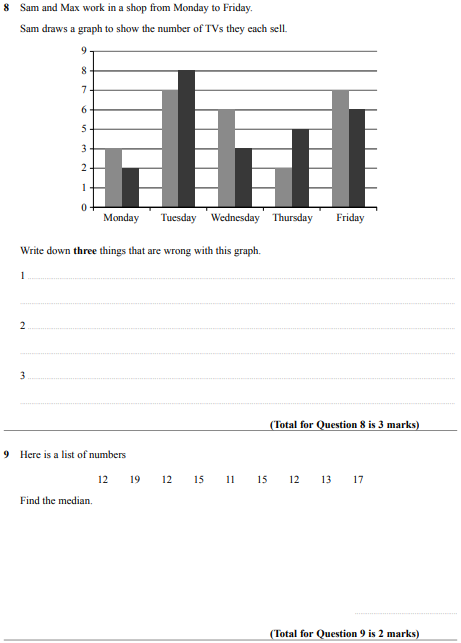 8 Sam and Max work in a shop from Monday to Friday.
Sam draws a graph to show the number of TVs they each sell.
9
8
7
6
5
3
2
1
0
Monday Tuesday Wednesday Thursday Friday
Write down three things that are wrong with this graph.
1
2
3
(Total for Question 8 is 3 marks)
9 Here is a list of numbers
12 19 12 15 11 15 12 13 17
Find the median.
(Total for Question 9 is 2 marks)